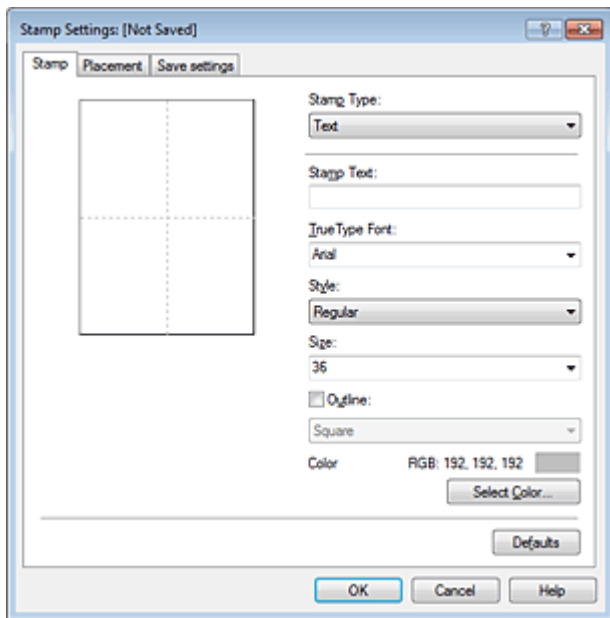 Stamp Settings: [Not Saved]
Stamp Placement Save settings
Stamp Type:
Text
Stamp Text:
TrueType Font:
Arial
Style:
Regular
Size:
36
Outline:
Square
Color RGB: 192, 192, 192
Select Color...
Defaults
OK Cancel Help